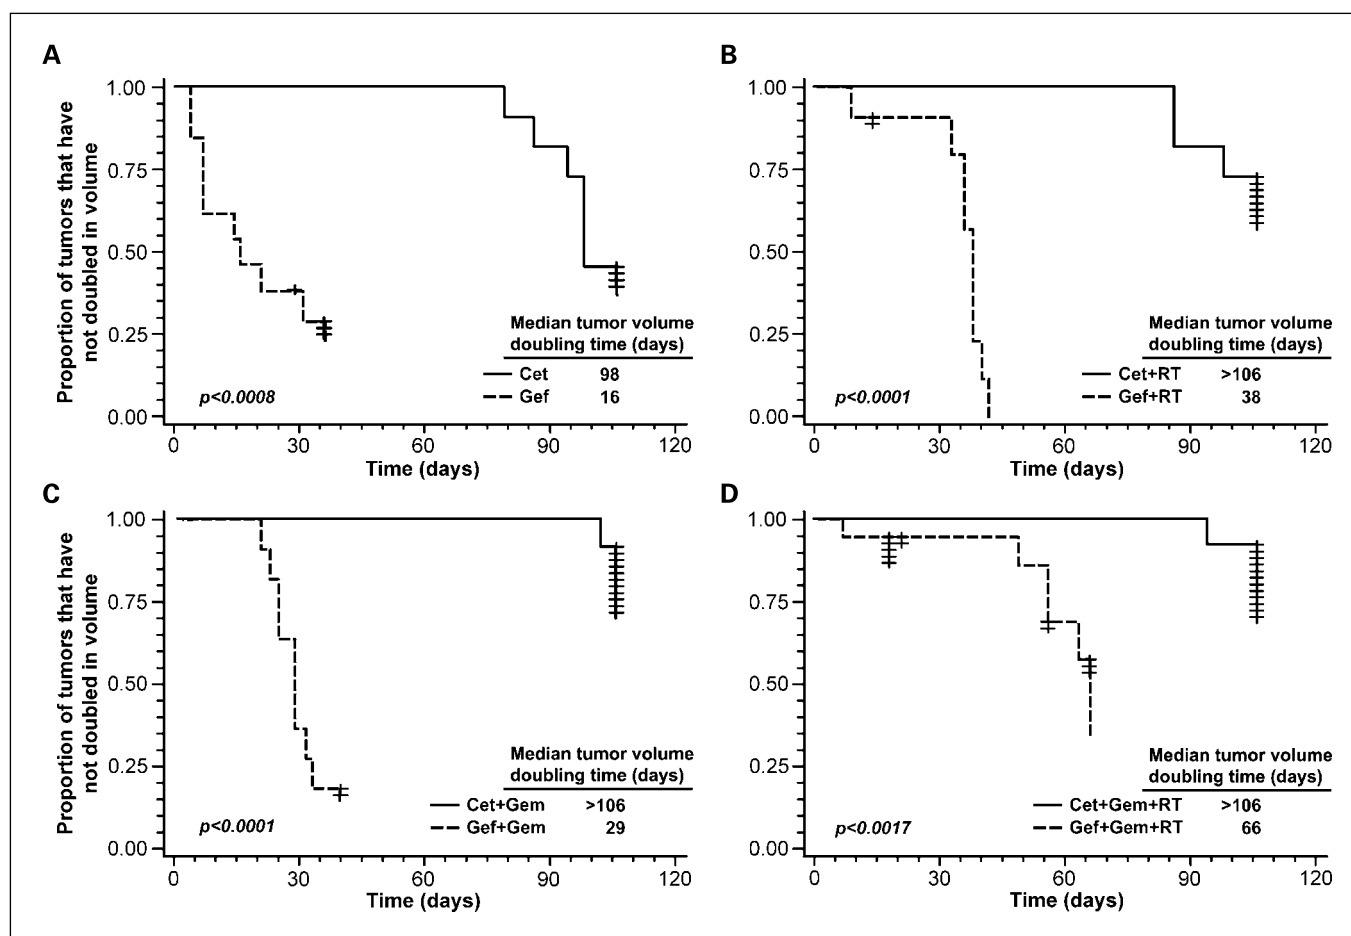 A
Proportion of tumors that have
not doubled in volume
1.00
0.75
0.50
0.25
0.00
Median tumor volume
doubling time (days)
Cet 98
Gef 16
p<0.0008
0 30 60 90 120
Time (days)
B
1.00
0.75
0.50
0.25
0.00
Median tumor volume
doubling time (days)
Cet+RT >106
Gef+RT 38
p<0.0001
0 30 60 90 120
Time (days)
C
Proportion of tumors that have
not doubled in volume
1.00
0.75
0.50
0.25
0.00
Median tumor volume
doubling time (days)
Cet+Gem >106
Gef+Gem 29
p<0.0001
0 30 60 90 120
Time (days)
D
1.00
0.75
0.50
0.25
0.00
Median tumor volume
doubling time (days)
Cet+Gem+RT >106
Gef+Gem+RT 66
p<0.0017
0 30 60 90 120
Time (days)